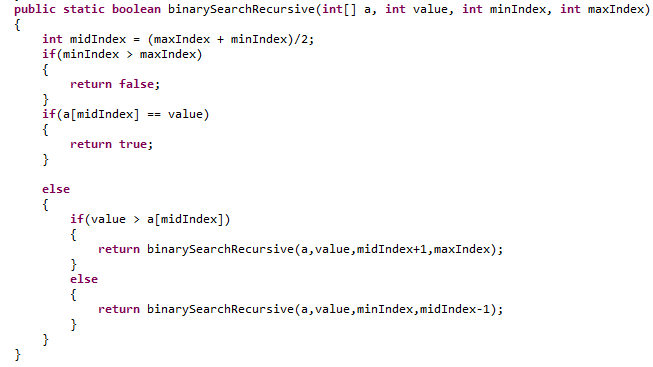 public static boolean binarySearchRecursive(int[] a, int value, int minIndex, int maxIndex)
{
    int midIndex = (maxIndex + minIndex)/2;
    if(minIndex > maxIndex)
    {
        return false;
    }
    if(a[midIndex] == value)
    {
        return true;
    }

    else
    {
        if(value > a[midIndex])
        {
            return binarySearchRecursive(a,value,midIndex+1,maxIndex);
        }
        else
        {
            return binarySearchRecursive(a,value,minIndex,midIndex-1);
        }
    }
}